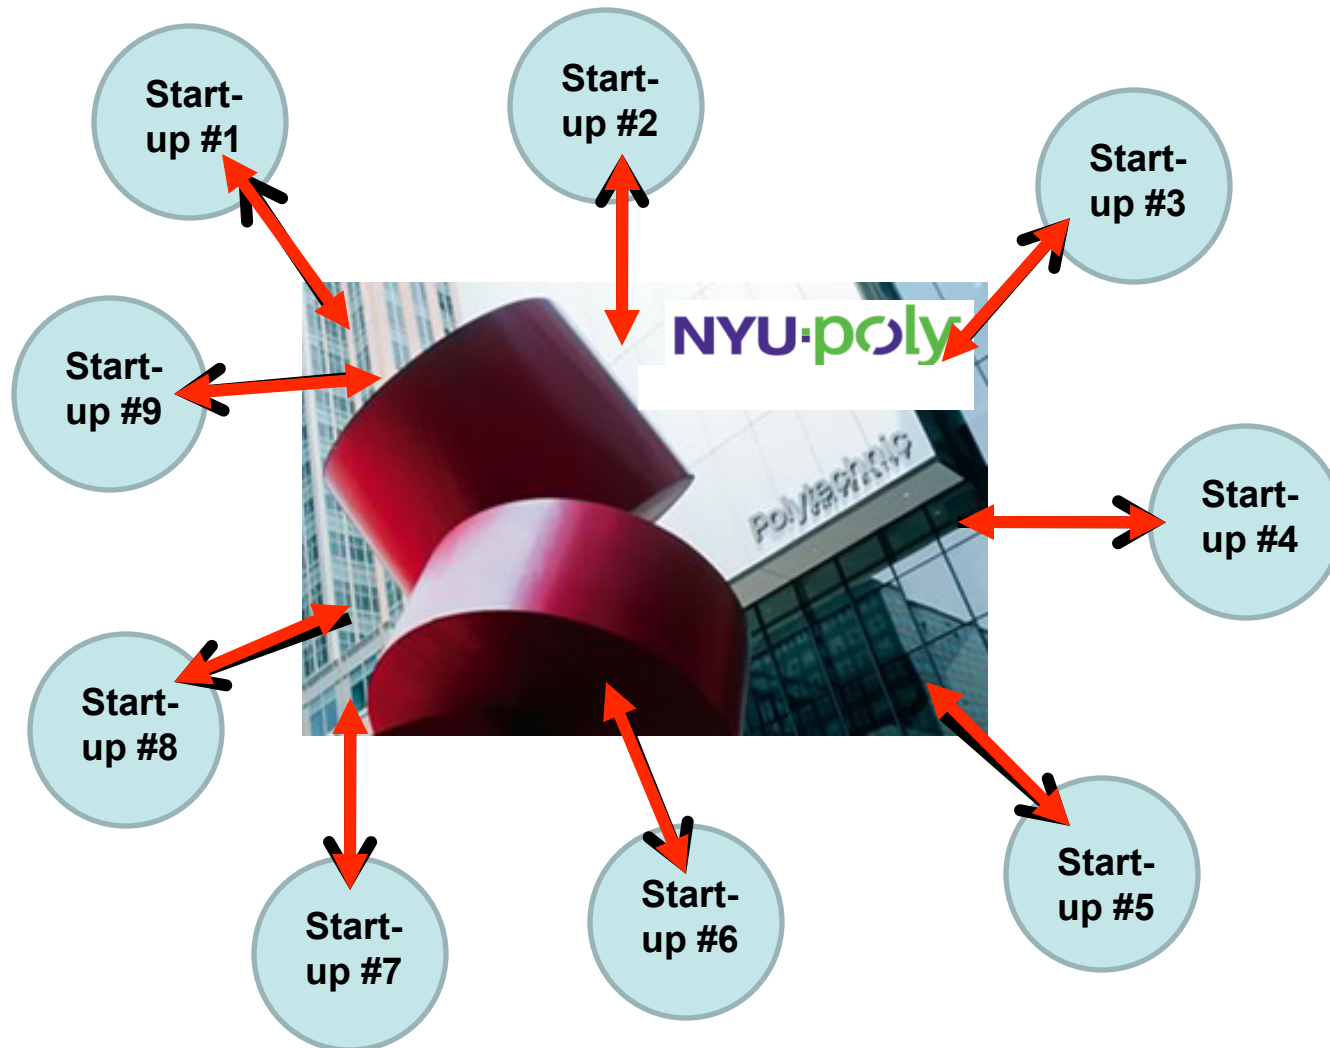 Start-
up #1
Start-
up #2
Start-
up #3
Start-
up #9
NYU:poly
Polytechnic
Start-
up #4
Start-
up #8
Start-
up #5
Start-
up #6
Start-
up #7